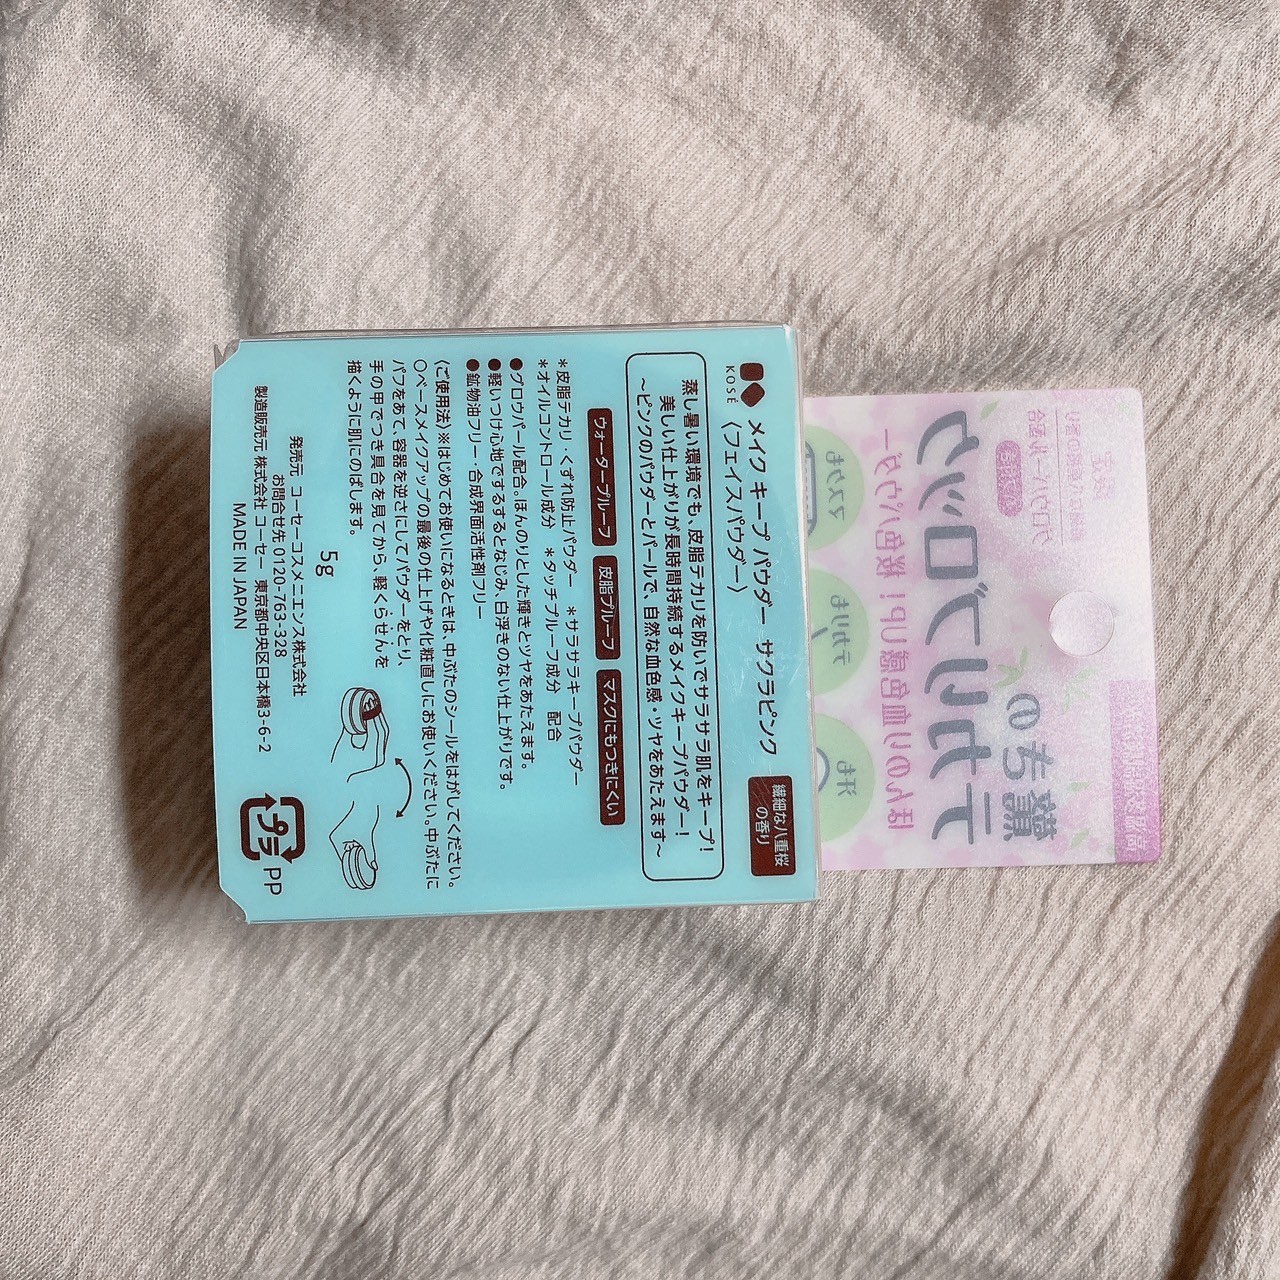 KOSÉ
メイク キープ パウダー サクラピンク
〈フェイスパウダー〉
繊細な八重桜
の香り
蒸し暑い環境でも、皮脂テカリを防いでサラサラ肌をキープ!
美しい仕上がりが長時間持続するメイクキープパウダー!
~ピンクのパウダーとパールで、自然な血色感・ツヤをあたえます~
ウォータープルーフ
皮脂プルーフ
マスクにもつきにくい
*皮脂テカリ・くずれ防止パウダー *サラサラキープパウダー
*オイルコントロール成分 *タッチプルーフ成分 配合
●グロウパール配合。ほんのりとした輝きとツヤをあたえます。
●軽いつけ心地でするするとなじみ、白浮きのない仕上がりです。
●鉱物油フリー・合成界面活性剤フリー
〈ご使用法〉※はじめてお使いになるときは、中ぶたのシールをはがしてください。
○ベースメイクアップの最後の仕上げや化粧直しにお使いください。中ぶたに
パフをあて、容器を逆さにしてパウダーをとり、
手の甲でつき具合を見てから、軽くらせんを
描くように肌にのばします。
5g
発売元 コーセーコスメニエンス株式会社
お問合せ先 0120-763-328
製造販売元 株式会社 コーセー 東京都中央区日本橋3-6-2
MADE IN JAPAN
プラ
PP